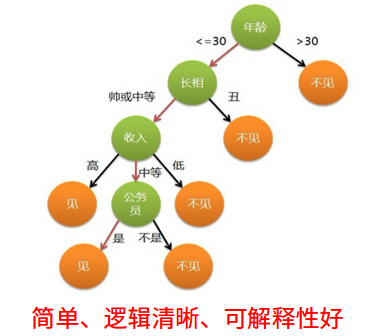 年龄
<=30
>30
长相
不见
帅或中等
丑
收入
不见
高
中等
低
见
公务员
不见
是
不是
见
不见
简单、逻辑清晰、可解释性好